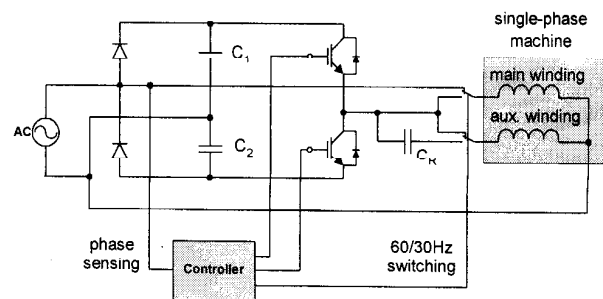 single-phase
machine
main winding
aux. winding
C1
C2
CR
AC
phase
sensing
Controller
60/30Hz
switching